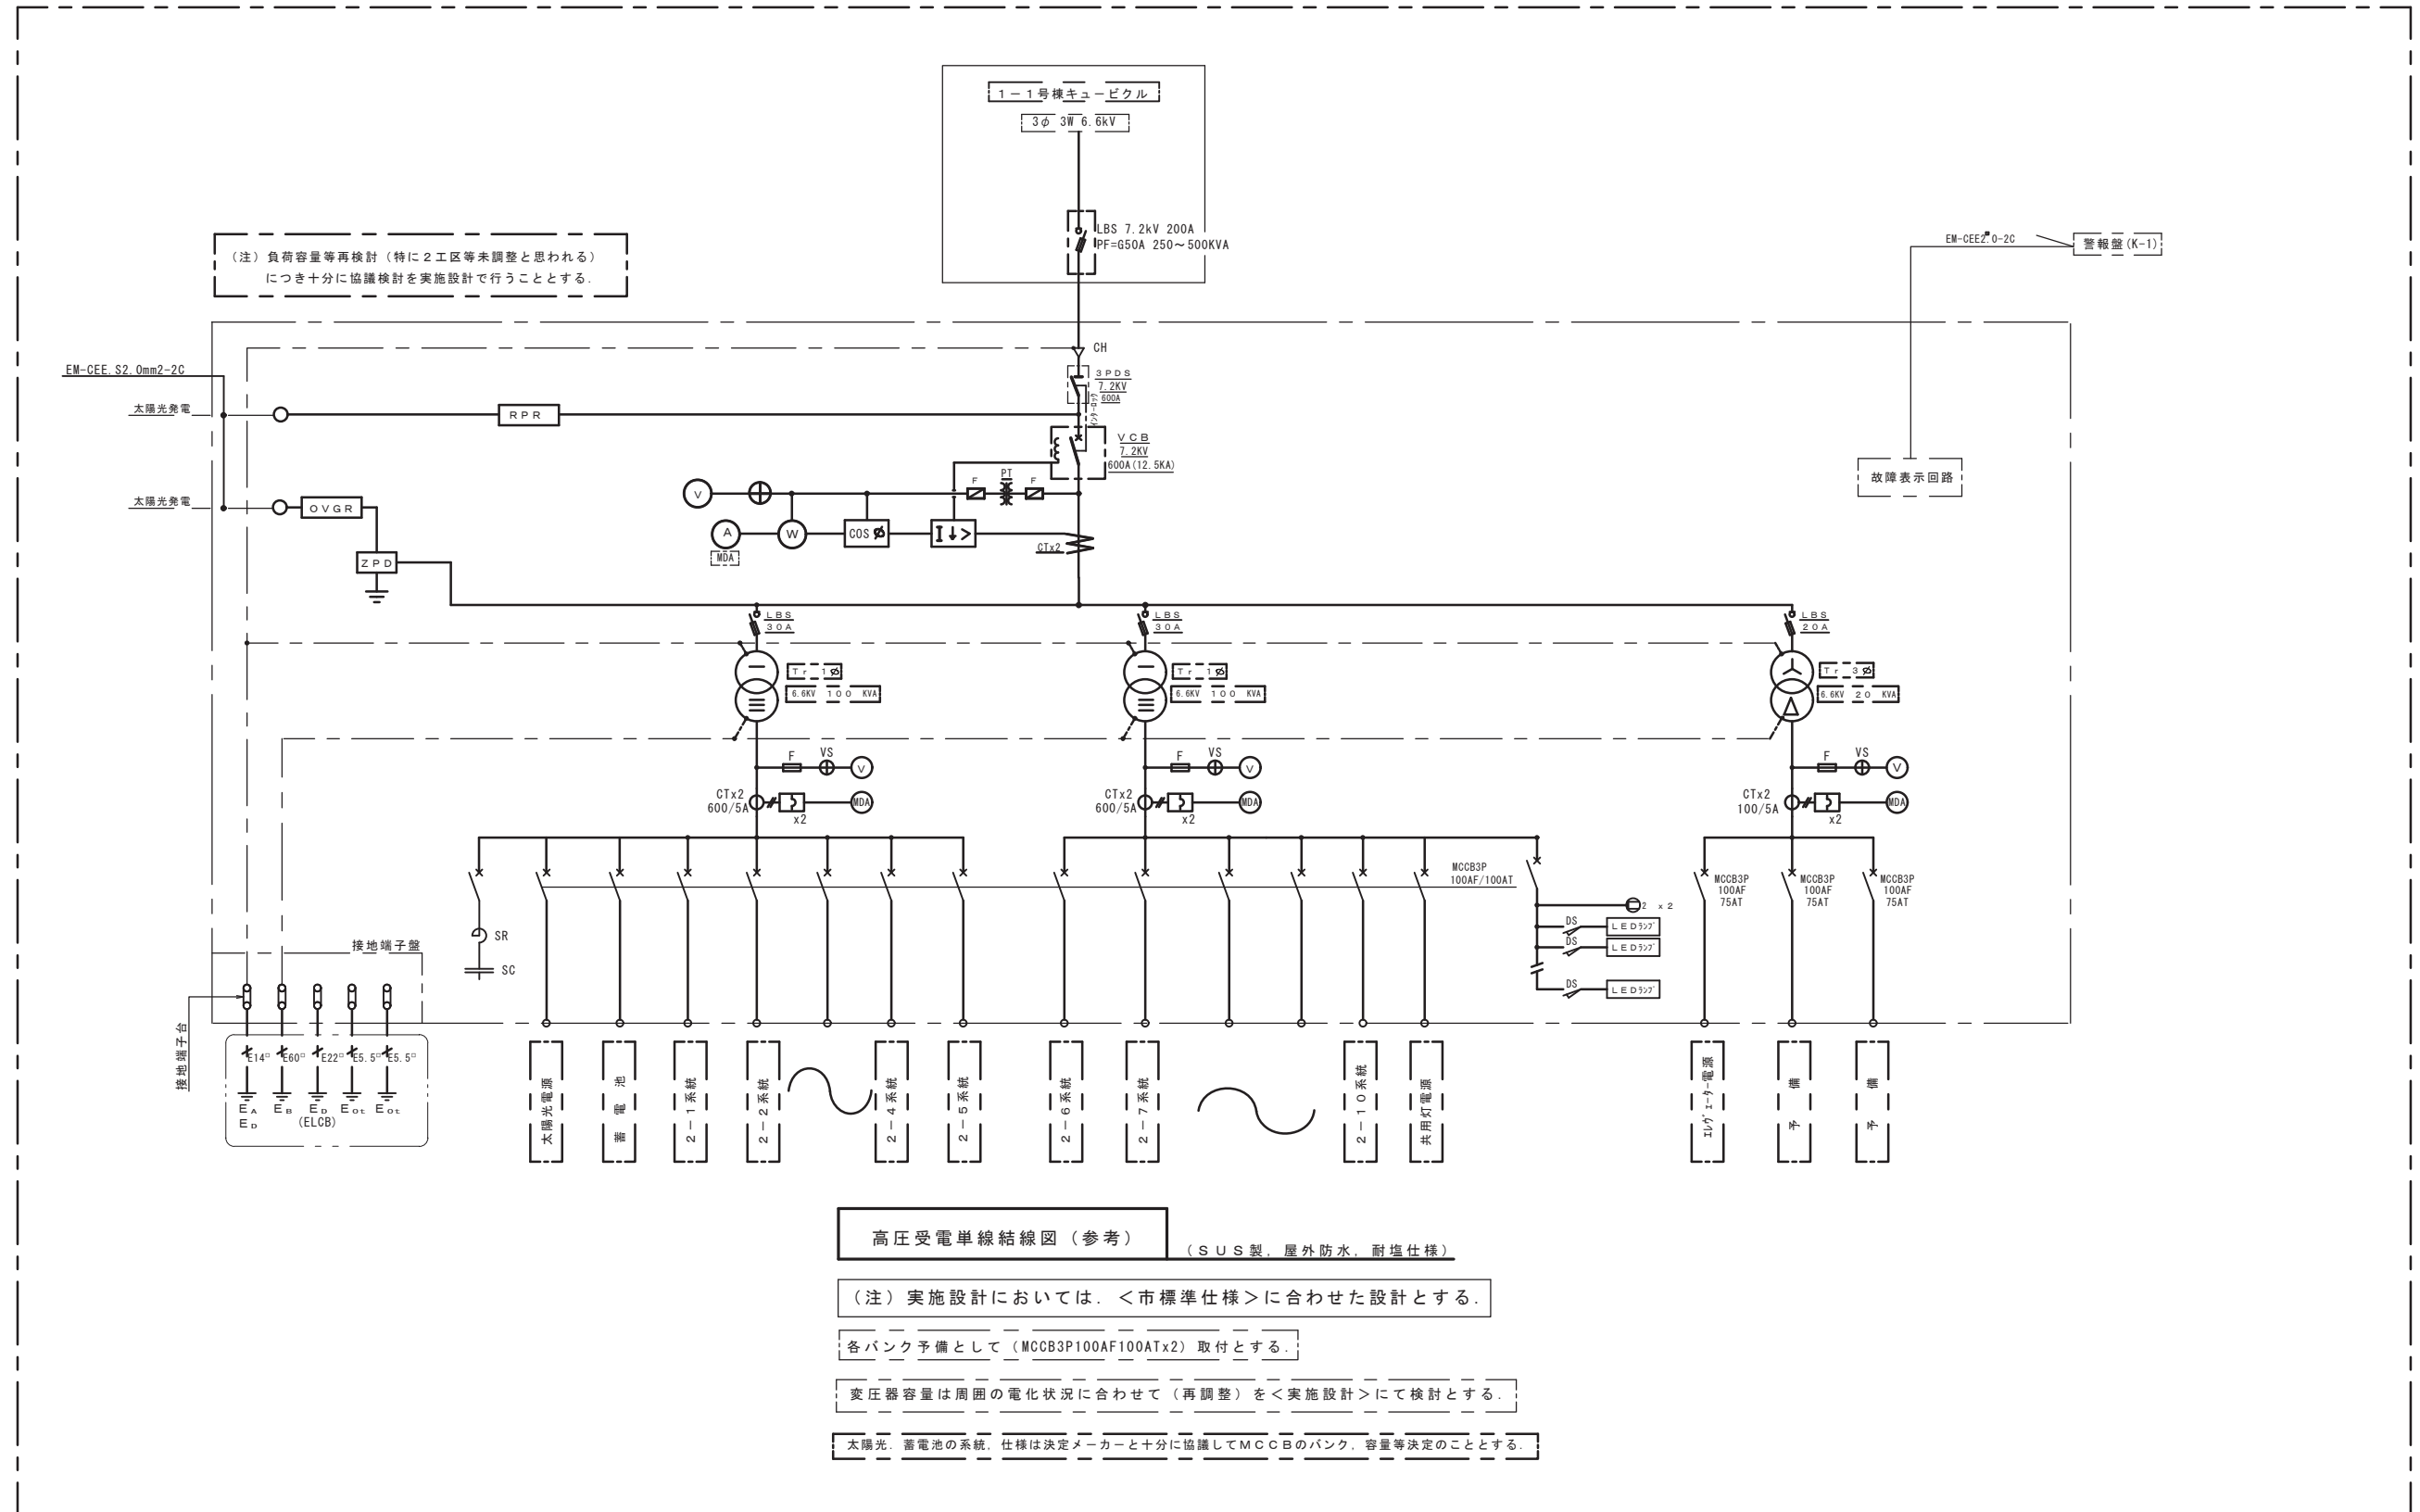 1－1号棟キュービクル
3φ 3W 6.6kV
LBS 7.2kV 200A
PF=G50A 250～500KVA
(注) 負荷容量等再検討 (特に2工区等未調整と思われる)
につき十分に協議検討を実施設計で行うこととする.
EM-CEE2.0-2C
警報盤(K-1)
故障表示回路
CH
3PDS
7.2KV
600A
インターロック
EM-CEE.S2.0mm2-2C
太陽光発電
RPR
VCB
7.2KV
600A(12.5KA)
太陽光発電
OVGR
ZPD
V
F
PT
F
A
MDA
W
COS φ
I↓>
CTx2
LBS
30A
LBS
30A
LBS
20A
Tr 1φ
6.6KV 100 KVA
Tr 1φ
6.6KV 100 KVA
Tr 3φ
6.6KV 20 KVA
F
VS
V
CTx2
600/5A
x2
MDA
F
VS
V
CTx2
600/5A
x2
MDA
F
VS
V
CTx2
100/5A
x2
MDA
MCCB3P
100AF/100AT
MCCB3P
100AF
75AT
MCCB3P
100AF
75AT
MCCB3P
100AF
75AT
2 x 2
DS
LEDﾗﾝﾌﾟ
DS
LEDﾗﾝﾌﾟ
DS
LEDﾗﾝﾌﾟ
SR
SC
接地端子盤
接地端子台
E14□
E60□
E22□
E5.5□
E5.5□
EA
ED
EB
ED
(ELCB)
Eot
Eot
太陽光電源
蓄電池
2－1系統
2－2系統
2－4系統
2－5系統
2－6系統
2－7系統
2－10系統
共用灯電源
ｴﾚｳﾞｪｰﾀｰ電源
予備
予備
高圧受電単線結線図 (参考)
(SUS製, 屋外防水, 耐塩仕様)
(注) 実施設計においては. ＜市標準仕様＞に合わせた設計とする.
各バンク予備として (MCCB3P100AF100ATx2) 取付とする.
変圧器容量は周囲の電化状況に合わせて (再調整) を＜実施設計＞にて検討とする.
太陽光. 蓄電池の系統, 仕様は決定メーカーと十分に協議してMCCBのバンク, 容量等決定のこととする.